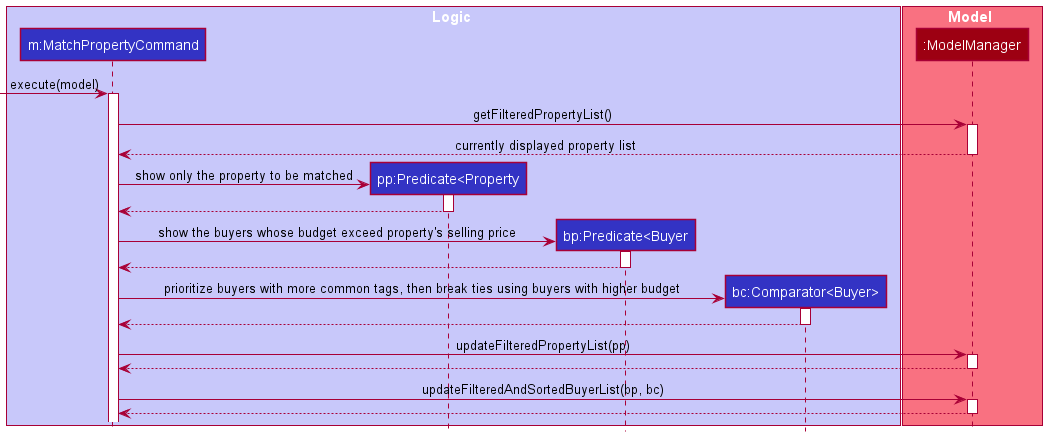 Logic
Model
m:MatchPropertyCommand
:ModelManager
execute(model)
getFilteredPropertyList()
currently displayed property list
show only the property to be matched
pp:Predicate<Property
show the buyers whose budget exceed property's selling price
bp:Predicate<Buyer
prioritize buyers with more common tags, then break ties using buyers with higher budget
bc:Comparator<Buyer>
updateFilteredPropertyList(pp)
updateFilteredAndSortedBuyerList(bp, bc)